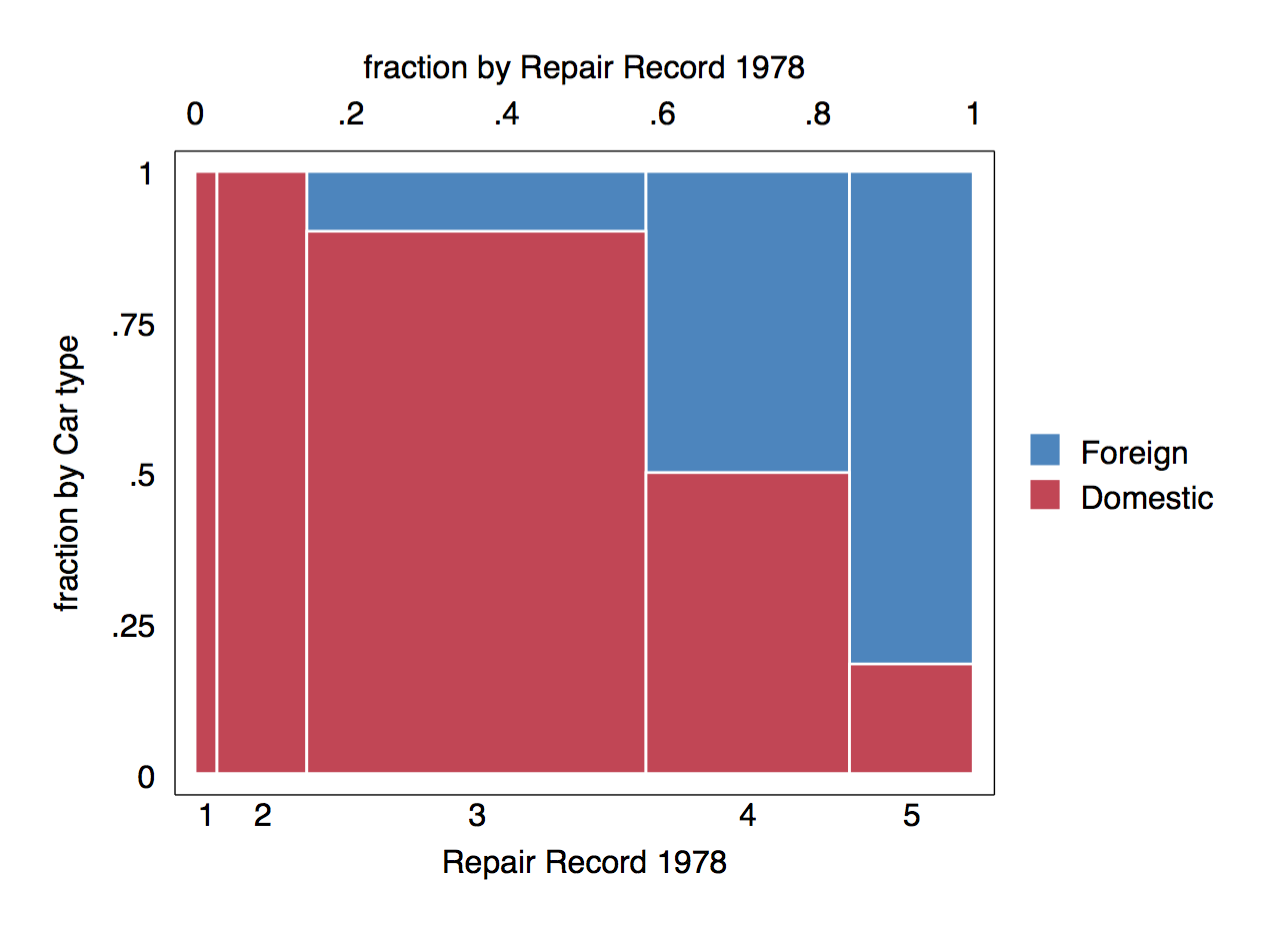 fraction by Repair Record 1978
0 .2 .4 .6 .8 1
1
.75
.5
.25
0
fraction by Car type
Foreign
Domestic
1 2 3 4 5
Repair Record 1978